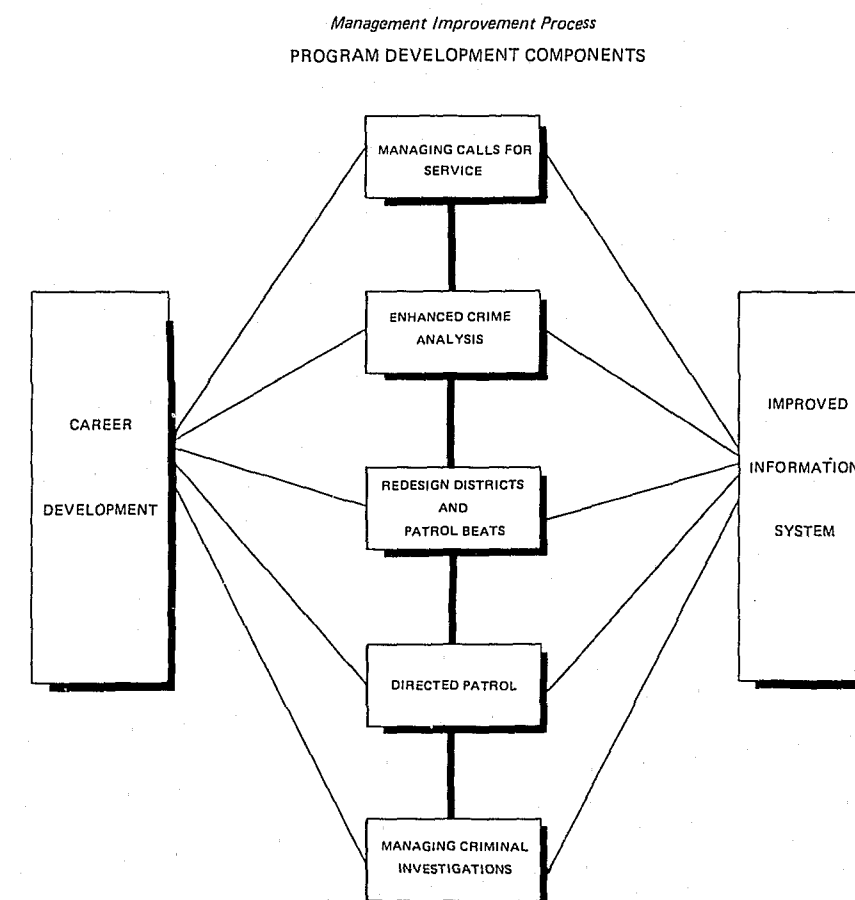 Management Improvement Process
PROGRAM DEVELOPMENT COMPONENTS
MANAGING CALLS FOR
SERVICE
ENHANCED CRIME
ANALYSIS
CAREER
DEVELOPMENT
REDESIGN DISTRICTS
AND
PATROL BEATS
IMPROVED
INFORMATION
SYSTEM
DIRECTED PATROL
MANAGING CRIMINAL
INVESTIGATIONS